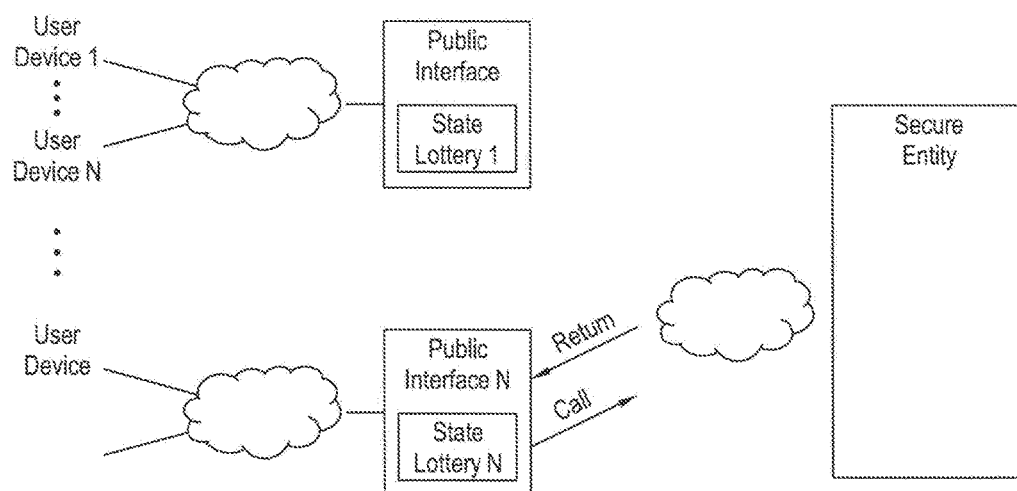 User
Device 1
User
Device N
Public
Interface
State
Lottery 1
Secure
Entity
User
Device
Public
Interface N
State
Lottery N
Return
Call